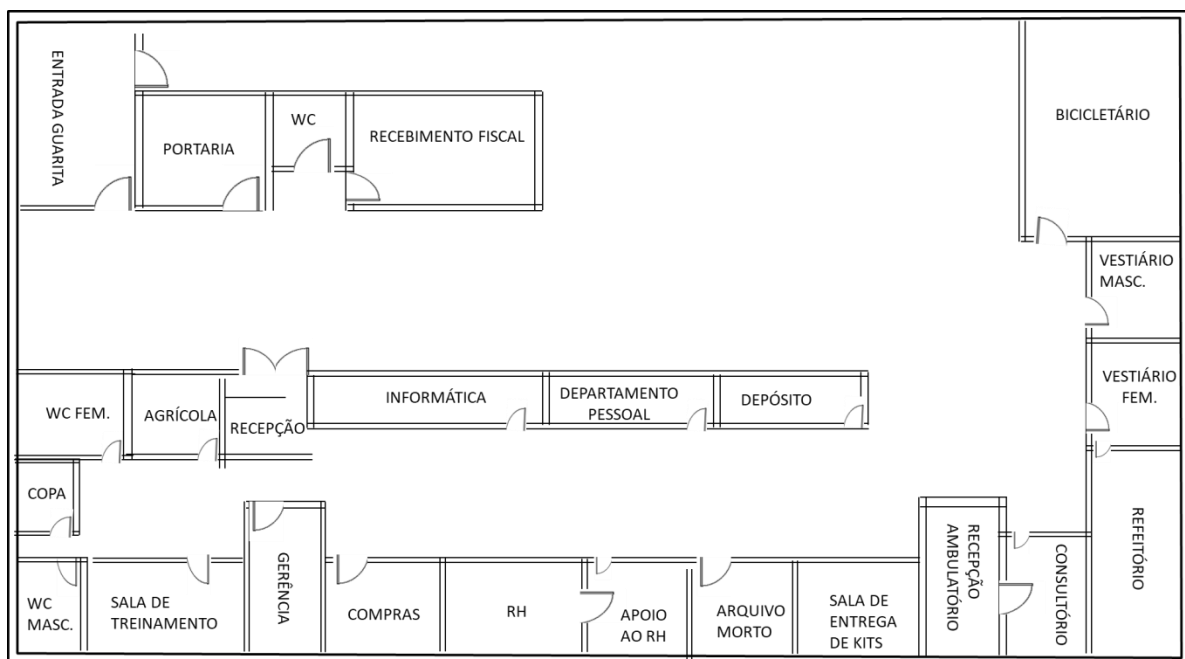 ENTRADA GUARITA
PORTARIA
WC
RECEBIMENTO FISCAL
BICICLETÁRIO
VESTIÁRIO
MASC.
VESTIÁRIO
FEM.
WC FEM.
AGRÍCOLA
RECEPÇÃO
INFORMÁTICA
DEPARTAMENTO
PESSOAL
DEPÓSITO
COPA
WC
MASC.
SALA DE
TREINAMENTO
GERÊNCIA
COMPRAS
RH
APOIO
AO RH
ARQUIVO
MORTO
SALA DE
ENTREGA
DE KITS
RECEPÇÃO
AMBULATÓRIO
CONSULTÓRIO
REFEITÓRIO